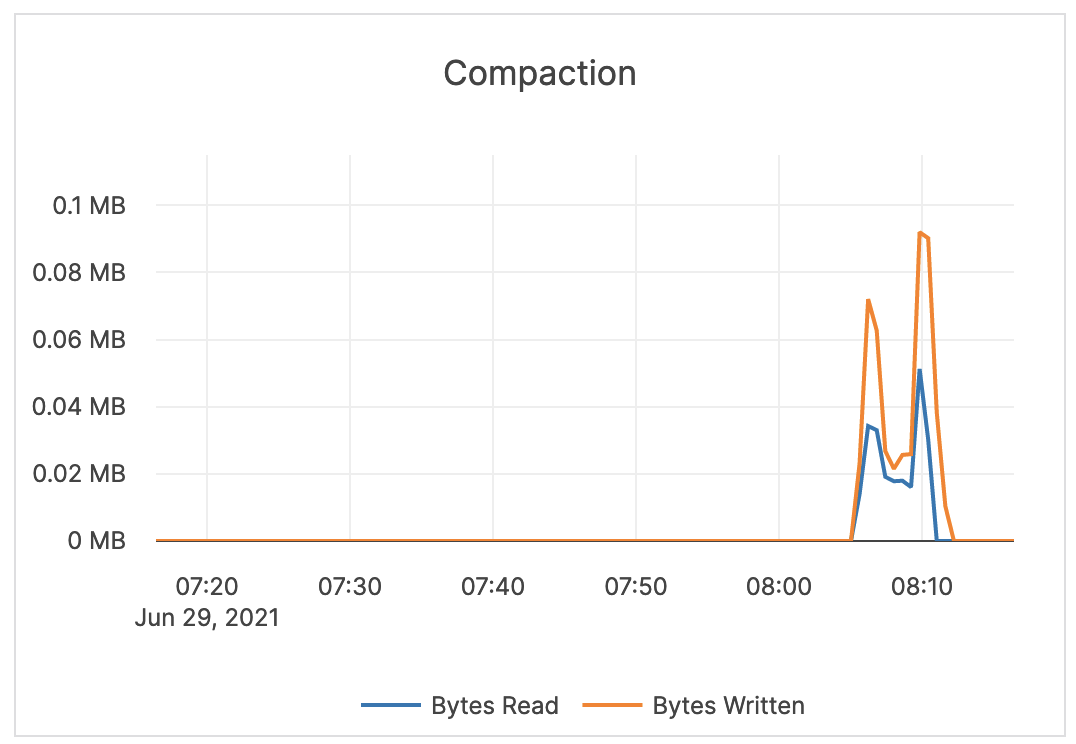 Compaction
0.1 MB
0.08 MB
0.06 MB
0.04 MB
0.02 MB
0 MB
07:20 07:30 07:40 07:50 08:00 08:10
Jun 29, 2021
Bytes Read Bytes Written